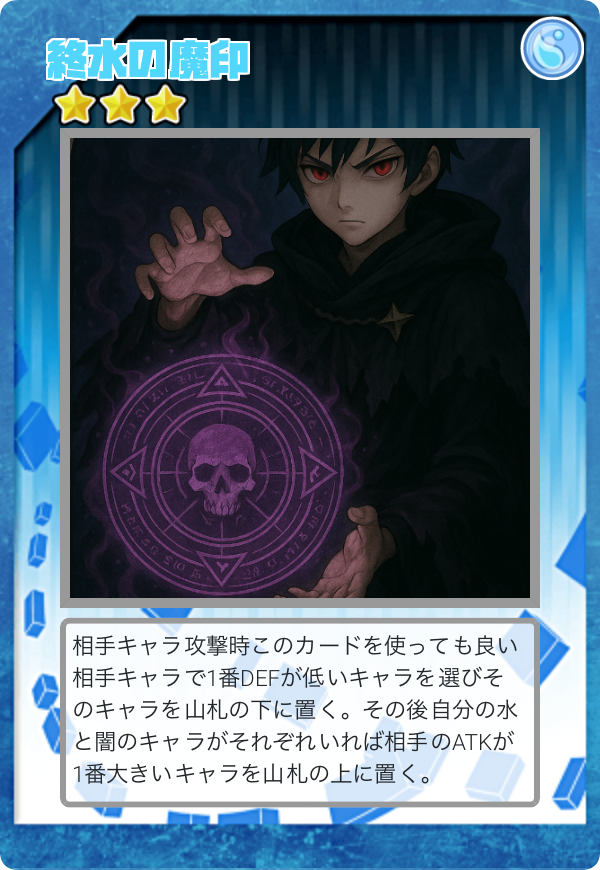 終水の魔印
相手キャラ攻撃時このカードを使っても良い
相手キャラで1番DEFが低いキャラを選びそ
のキャラを山札の下に置く。その後自分の水
と闇のキャラがそれぞれいれば相手のATKが
1番大きいキャラを山札の上に置く。